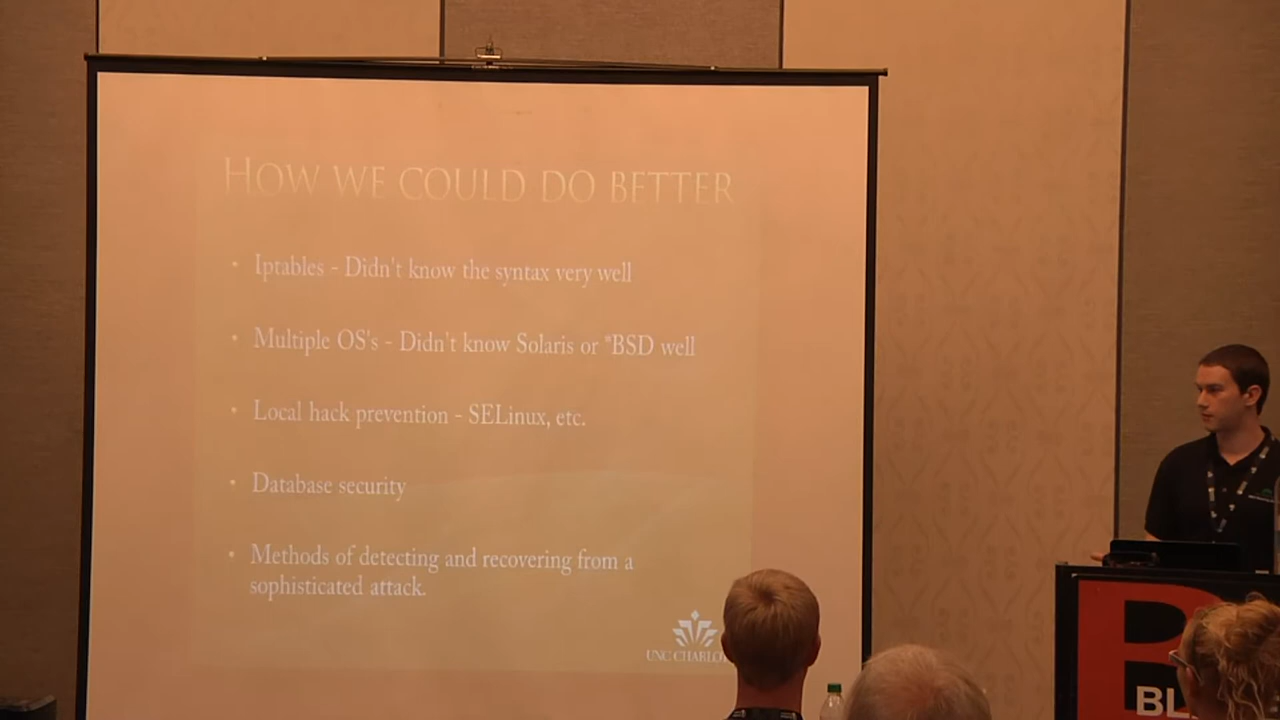 HOW WE COULD DO BETTER
• Iptables - Didn't know the syntax very well
• Multiple OS's - Didn't know Solaris or *BSD well
• Local hack prevention - SELinux, etc.
• Database security
• Methods of detecting and recovering from a
sophisticated attack.
UNC CHARLO
B
BL